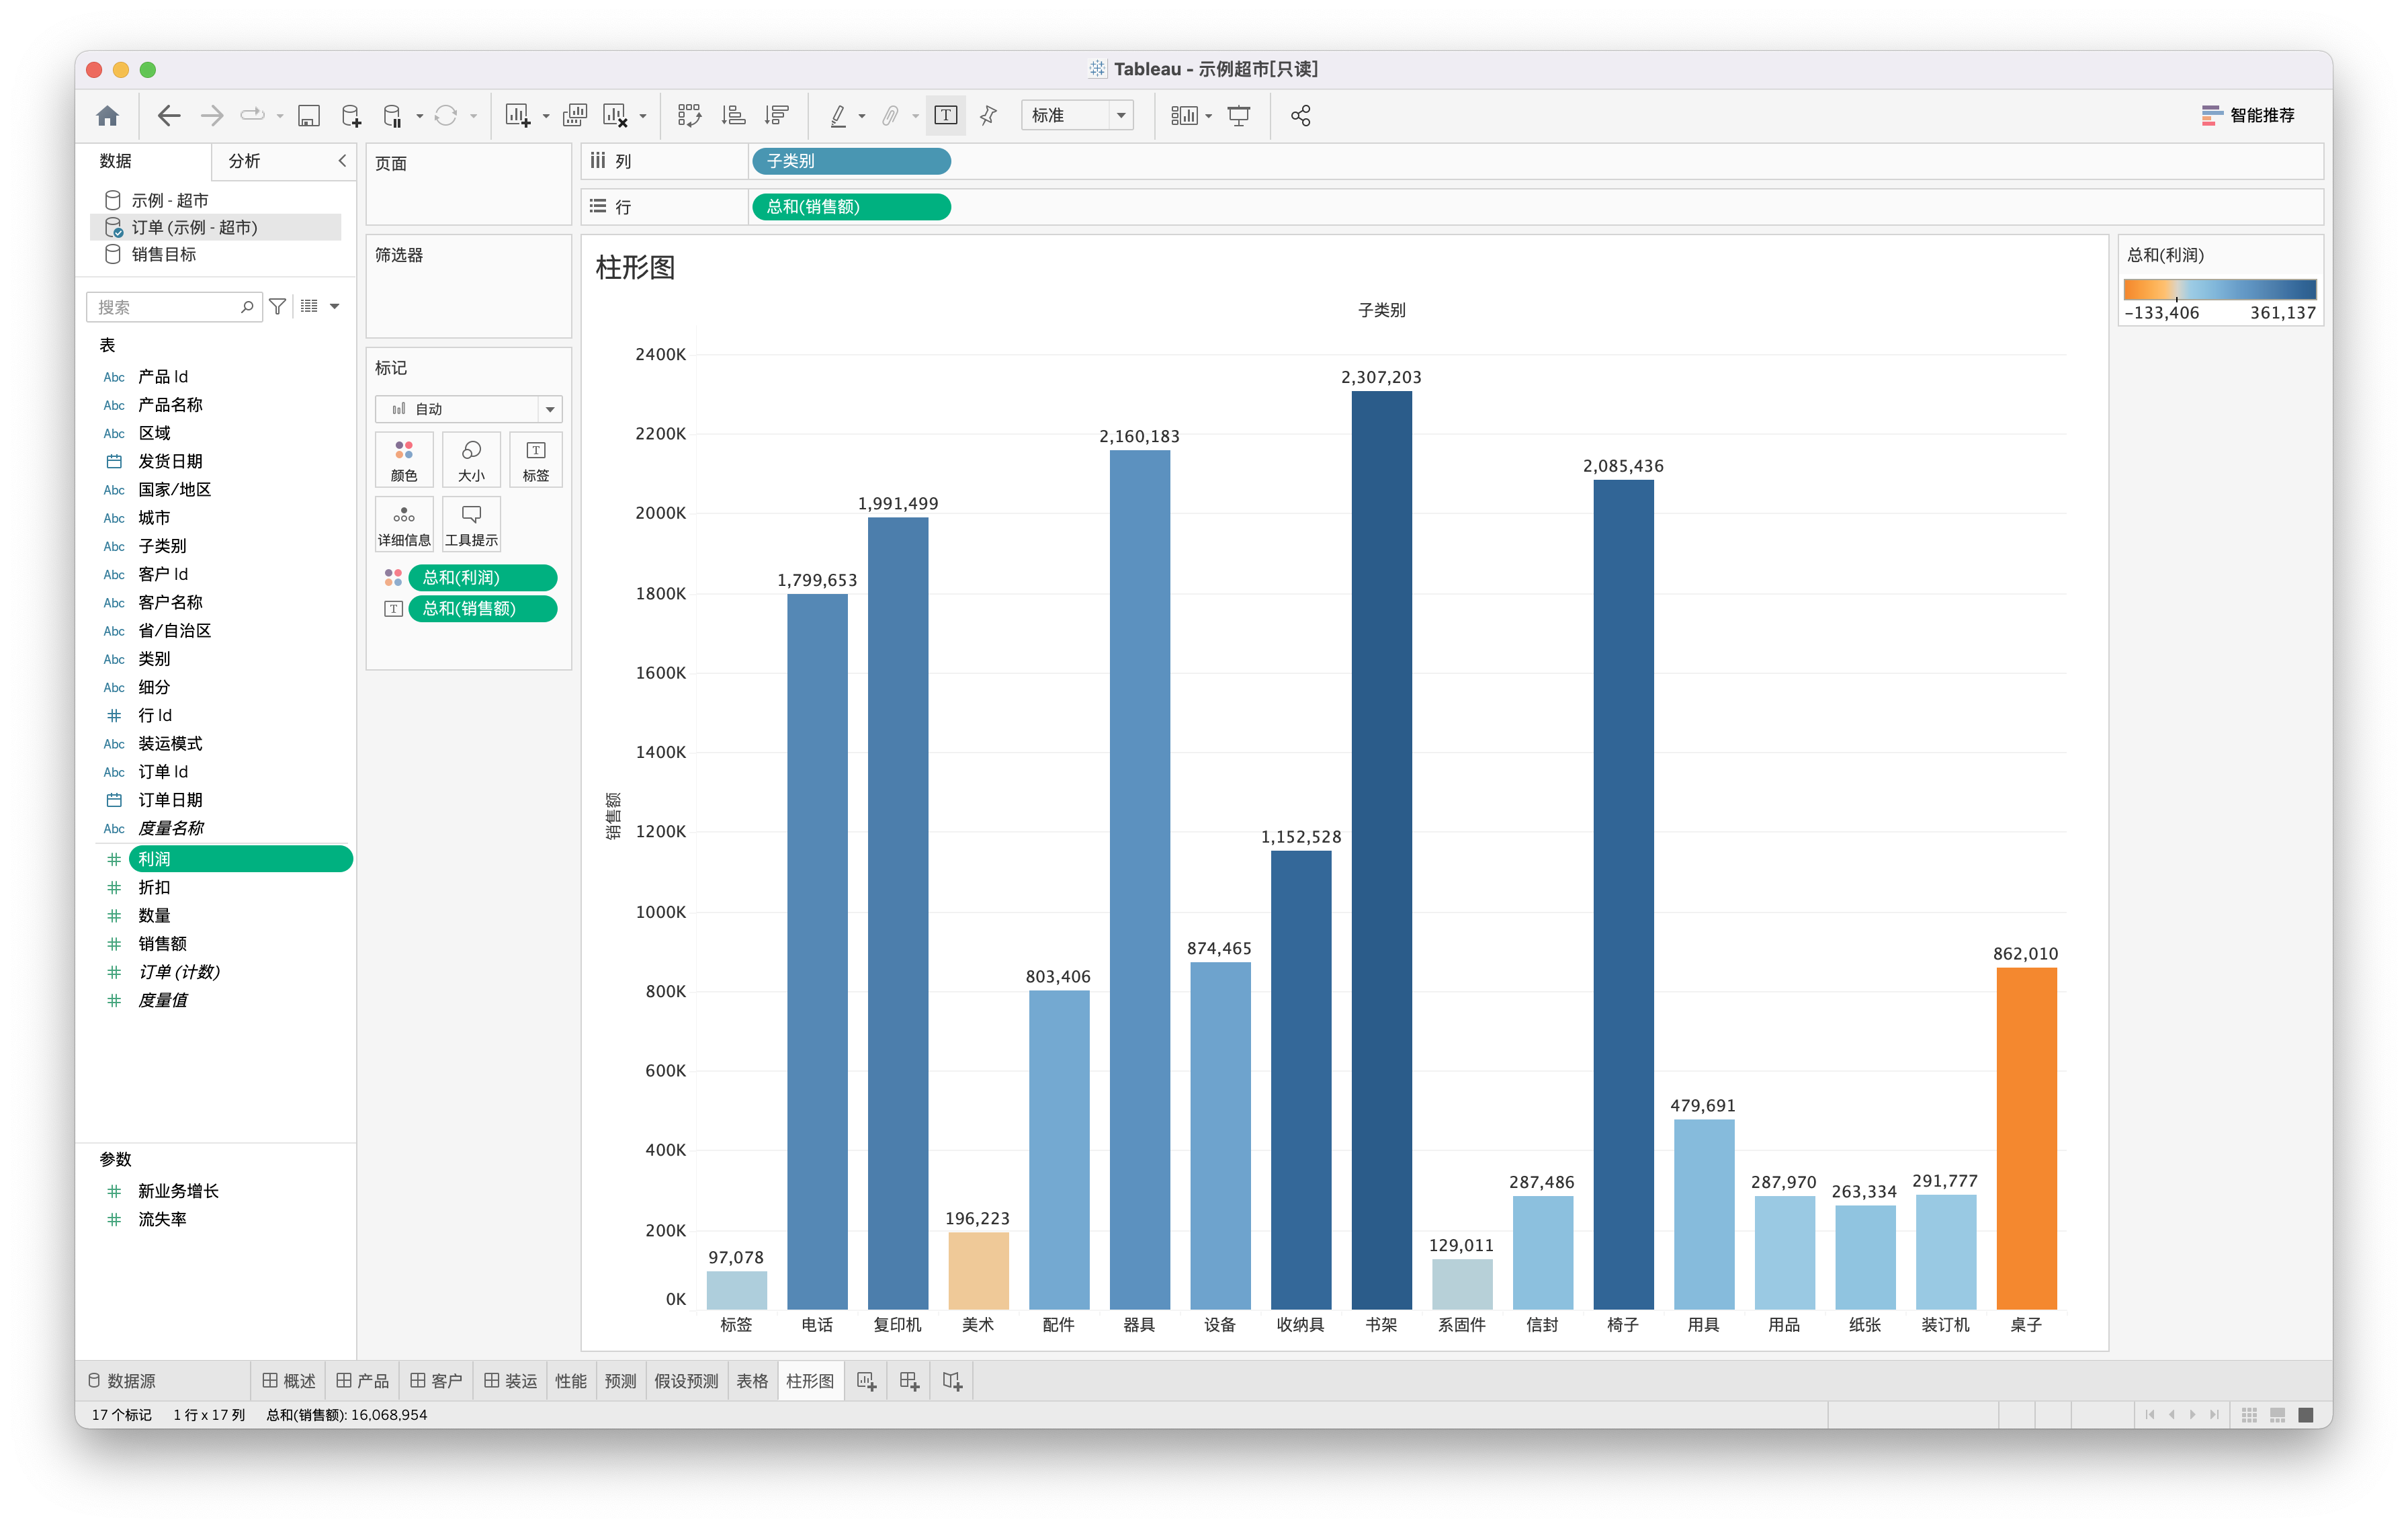 Tableau - 示例超市[只读]
标准
智能推荐
数据
分析
示例 - 超市
订单 (示例 - 超市)
销售目标
搜索
表
Abc 产品 Id
Abc 产品名称
Abc 区域
发货日期
Abc 国家/地区
Abc 城市
Abc 子类别
Abc 客户 Id
Abc 客户名称
Abc 省/自治区
Abc 类别
Abc 细分
行 Id
Abc 装运模式
Abc 订单 Id
订单日期
Abc 度量名称
利润
折扣
数量
销售额
订单 (计数)
度量值
参数
新业务增长
流失率
页面
筛选器
标记
自动
颜色
大小
标签
详细信息
工具提示
总和(利润)
总和(销售额)
列
子类别
行
总和(销售额)
柱形图
子类别
销售额
2400K
2200K
2000K
1800K
1600K
1400K
1200K
1000K
800K
600K
400K
200K
0K
97,078
1,799,653
1,991,499
196,223
803,406
2,160,183
874,465
1,152,528
2,307,203
129,011
287,486
2,085,436
479,691
287,970
263,334
291,777
862,010
标签
电话
复印机
美术
配件
器具
设备
收纳具
书架
系固件
信封
椅子
用具
用品
纸张
装订机
桌子
总和(利润)
-133,406 361,137
数据源
概述
产品
客户
装运
性能
预测
假设预测
表格
柱形图
17 个标记 1 行 x 17 列 总和(销售额): 16,068,954